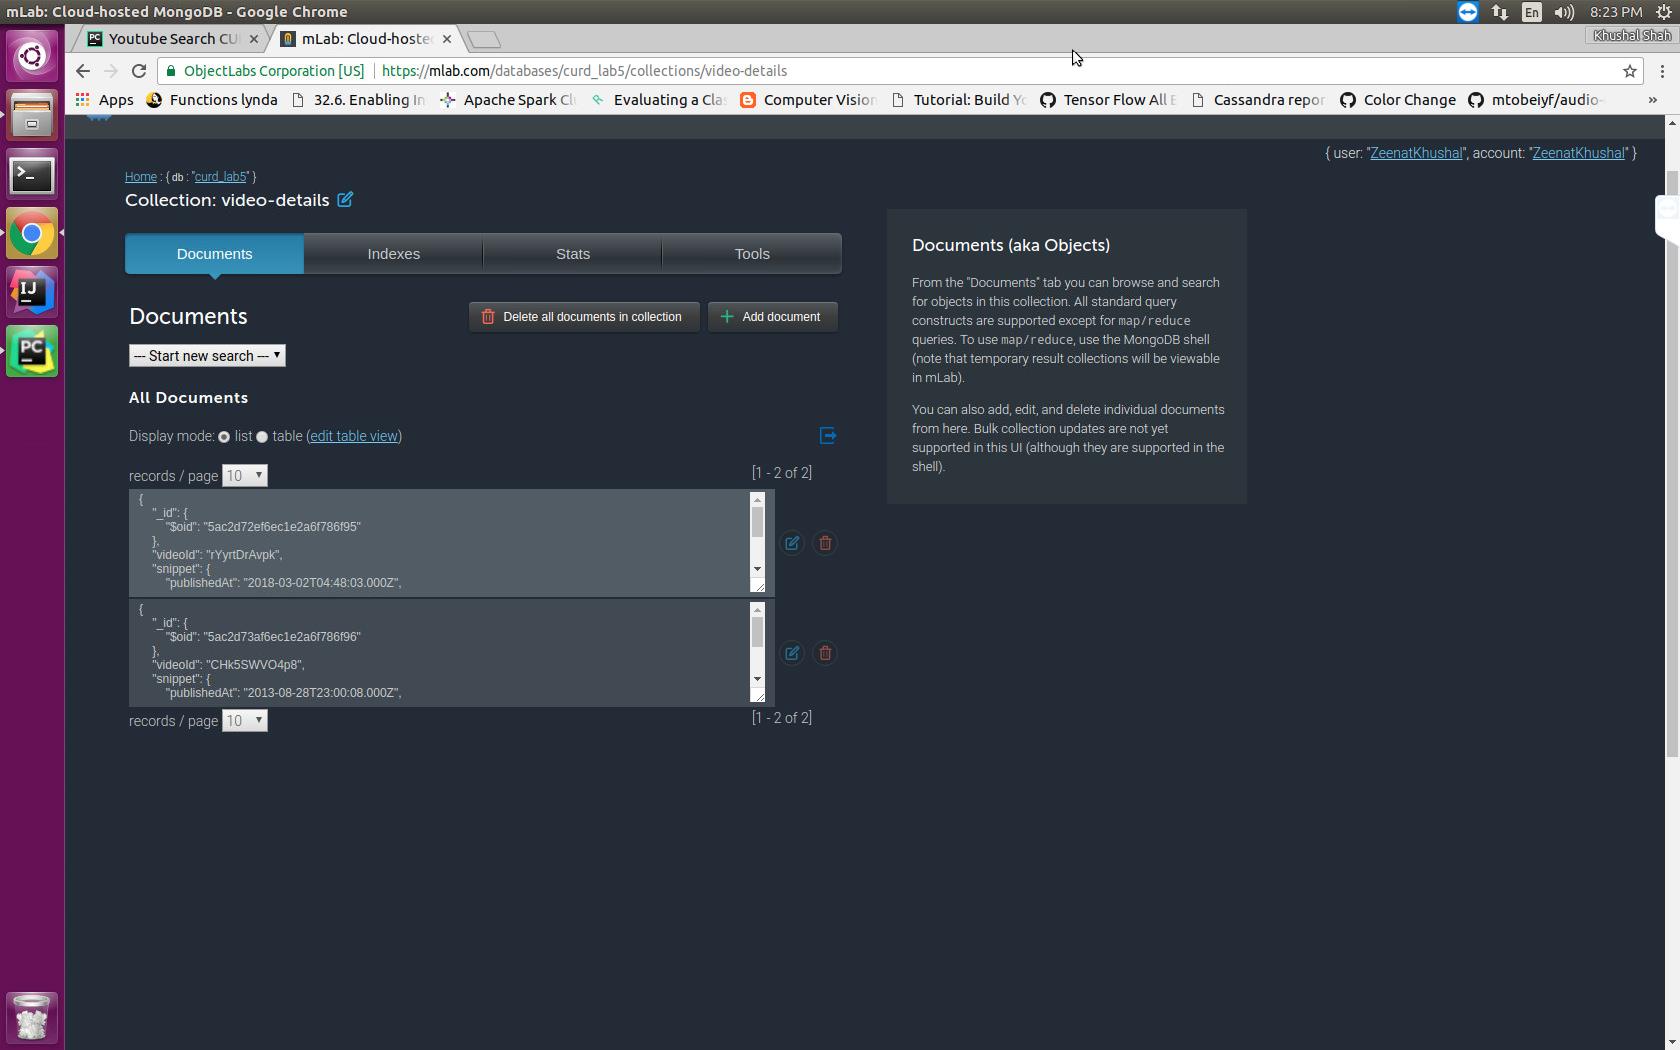 mLab: Cloud-hosted MongoDB - Google Chrome
En
8:23 PM
Youtube Search CU
mLab: Cloud-hoste
Khushal Shah
ObjectLabs Corporation [US]
https://mlab.com/databases/curd_lab5/collections/video-details
Apps
Functions lynda
32.6. Enabling In
Apache Spark Cl
Evaluating a Cla
Computer Vision
Tutorial: Build Yo
Tensor Flow All E
Cassandra repor
Color Change
mtobeiyf/audio-
»
{ user: "ZeenatKhushal", account: "ZeenatKhushal" }
Home : { db : "curd_lab5" }
Collection: video-details
Documents
Indexes
Stats
Tools
Documents
Delete all documents in collection
Add document
--- Start new search ---
All Documents
Display mode: list table (edit table view)
records / page 10
[1 - 2 of 2]
{
"_id": {
"$oid": "5ac2d72ef6ec1e2a6f786f95"
},
"videoId": "rYyrtDrAvpk",
"snippet": {
"publishedAt": "2018-03-02T04:48:03.000Z",
{
"_id": {
"$oid": "5ac2d73af6ec1e2a6f786f96"
},
"videoId": "CHk5SWVO4p8",
"snippet": {
"publishedAt": "2013-08-28T23:00:08.000Z",
records / page 10
[1 - 2 of 2]
Documents (aka Objects)
From the "Documents" tab you can browse and search
for objects in this collection. All standard query
constructs are supported except for map/reduce
queries. To use map/reduce, use the MongoDB shell
(note that temporary result collections will be viewable
in mLab).
You can also add, edit, and delete individual documents
from here. Bulk collection updates are not yet
supported in this UI (although they are supported in the
shell).
IJ
PC